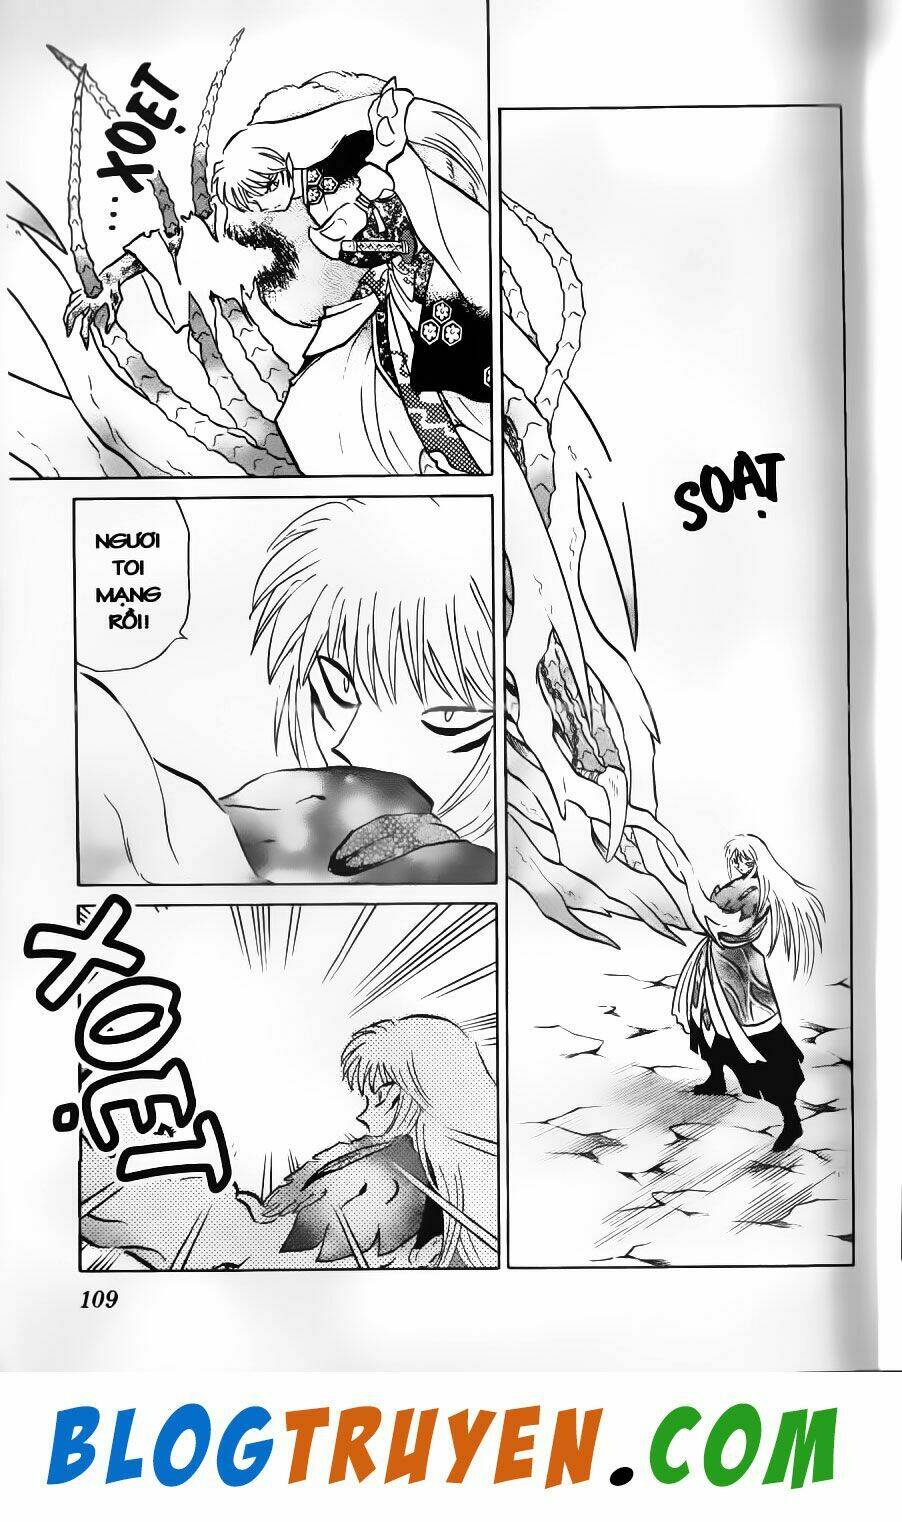 SOẠT
...XOẸT
NGƯƠI
TOI
MẠNG
RỒI!
XOẸT
109
BLOGTRUYEN.COM